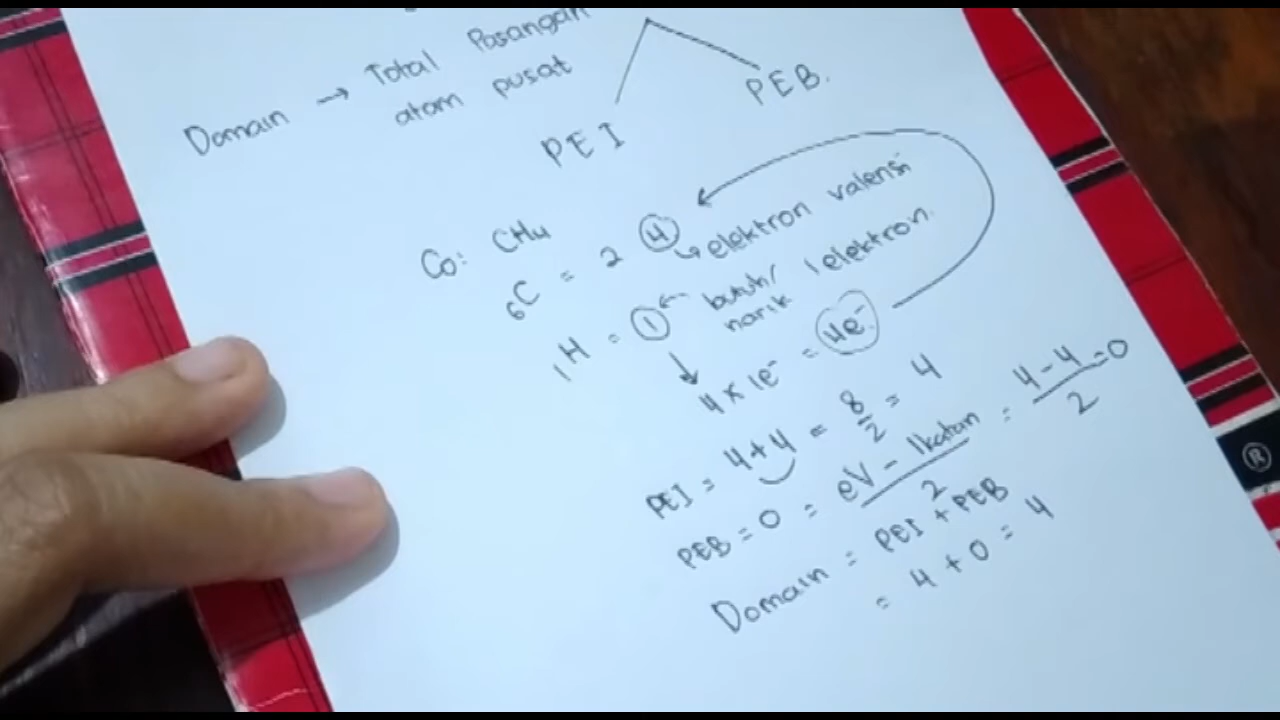 Domain → Total Pasangan
atom pusat
PEI
PEB.
Co: CH4
6C = 2 4 ↳ elektron valensi
1H = 1 ← butuh/ 1 elektron.
narik
4 x 1e⁻ = 4e⁻
PEI = 4+4 = 8/2 = 4
PEB = 0 = eV - Ikatan / 2 = 4-4 / 2 = 0
Domain = PEI + PEB
= 4 + 0 = 4
®